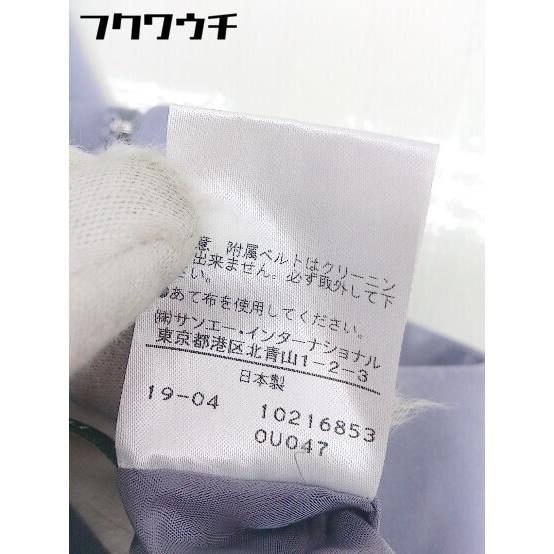 フクワウチ
意 附属ベルトはクリーニン
出来ません。必ず取外して下
さい。
あて布を使用してください。
㈱サンエー・インターナショナル
東京都港区北青山1-2-3
日本製
19-04 10216853
0U047